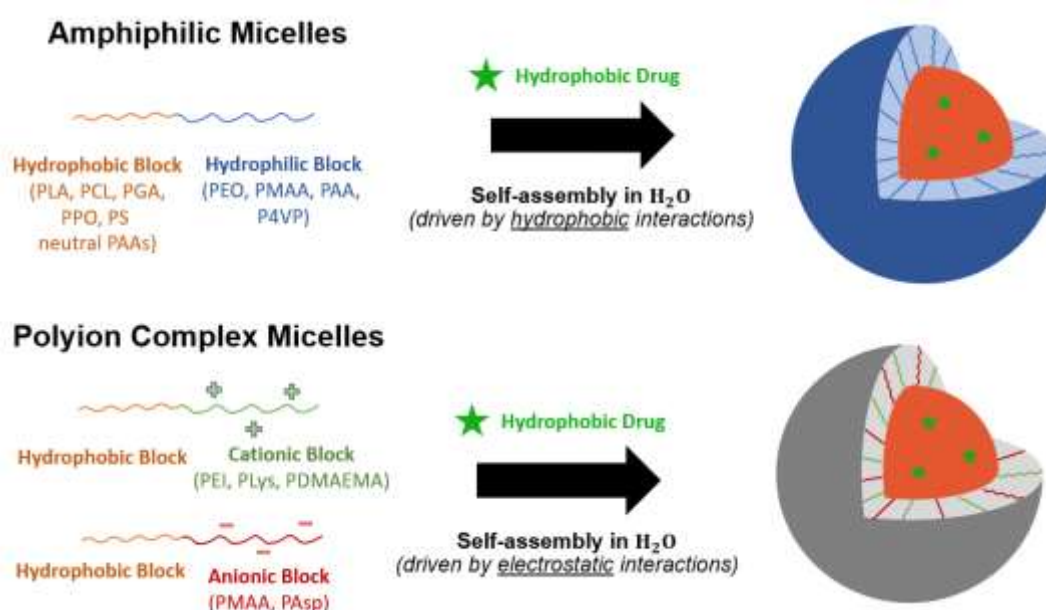 Amphiphilic Micelles
Hydrophobic Drug
Hydrophobic Block
(PLA, PCL, PGA,
PPO, PS
neutral PAAs)
Hydrophilic Block
(PEO, PMAA, PAA,
P4VP)
Self-assembly in H₂O
(driven by hydrophobic interactions)
Polyion Complex Micelles
Hydrophobic Drug
Hydrophobic Block
Cationic Block
(PEI, PLys, PDMAEMA)
Hydrophobic Block
Anionic Block
(PMAA, PAsp)
Self-assembly in H₂O
(driven by electrostatic interactions)